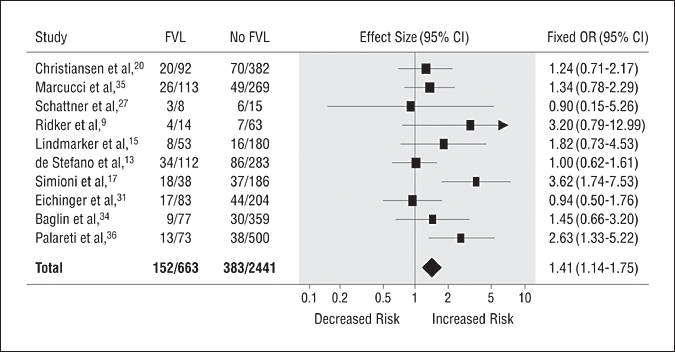 Study FVL No FVL Effect Size (95% CI) Fixed OR (95% CI)
Christiansen et al,20 20/92 70/382 1.24 (0.71-2.17)
Marcucci et al,35 26/113 49/269 1.34 (0.78-2.29)
Schattner et al,27 3/8 6/15 0.90 (0.15-5.26)
Ridker et al,9 4/14 7/63 3.20 (0.79-12.99)
Lindmarker et al,15 8/53 16/180 1.82 (0.73-4.53)
de Stefano et al,13 34/112 86/283 1.00 (0.62-1.61)
Simioni et al,17 18/38 37/186 3.62 (1.74-7.53)
Eichinger et al,31 17/83 44/204 0.94 (0.50-1.76)
Baglin et al,34 9/77 30/359 1.45 (0.66-3.20)
Palareti et al,36 13/73 38/500 2.63 (1.33-5.22)
Total 152/663 383/2441 1.41 (1.14-1.75)
0.1 0.2 0.5 1 2 5 10
Decreased Risk Increased Risk